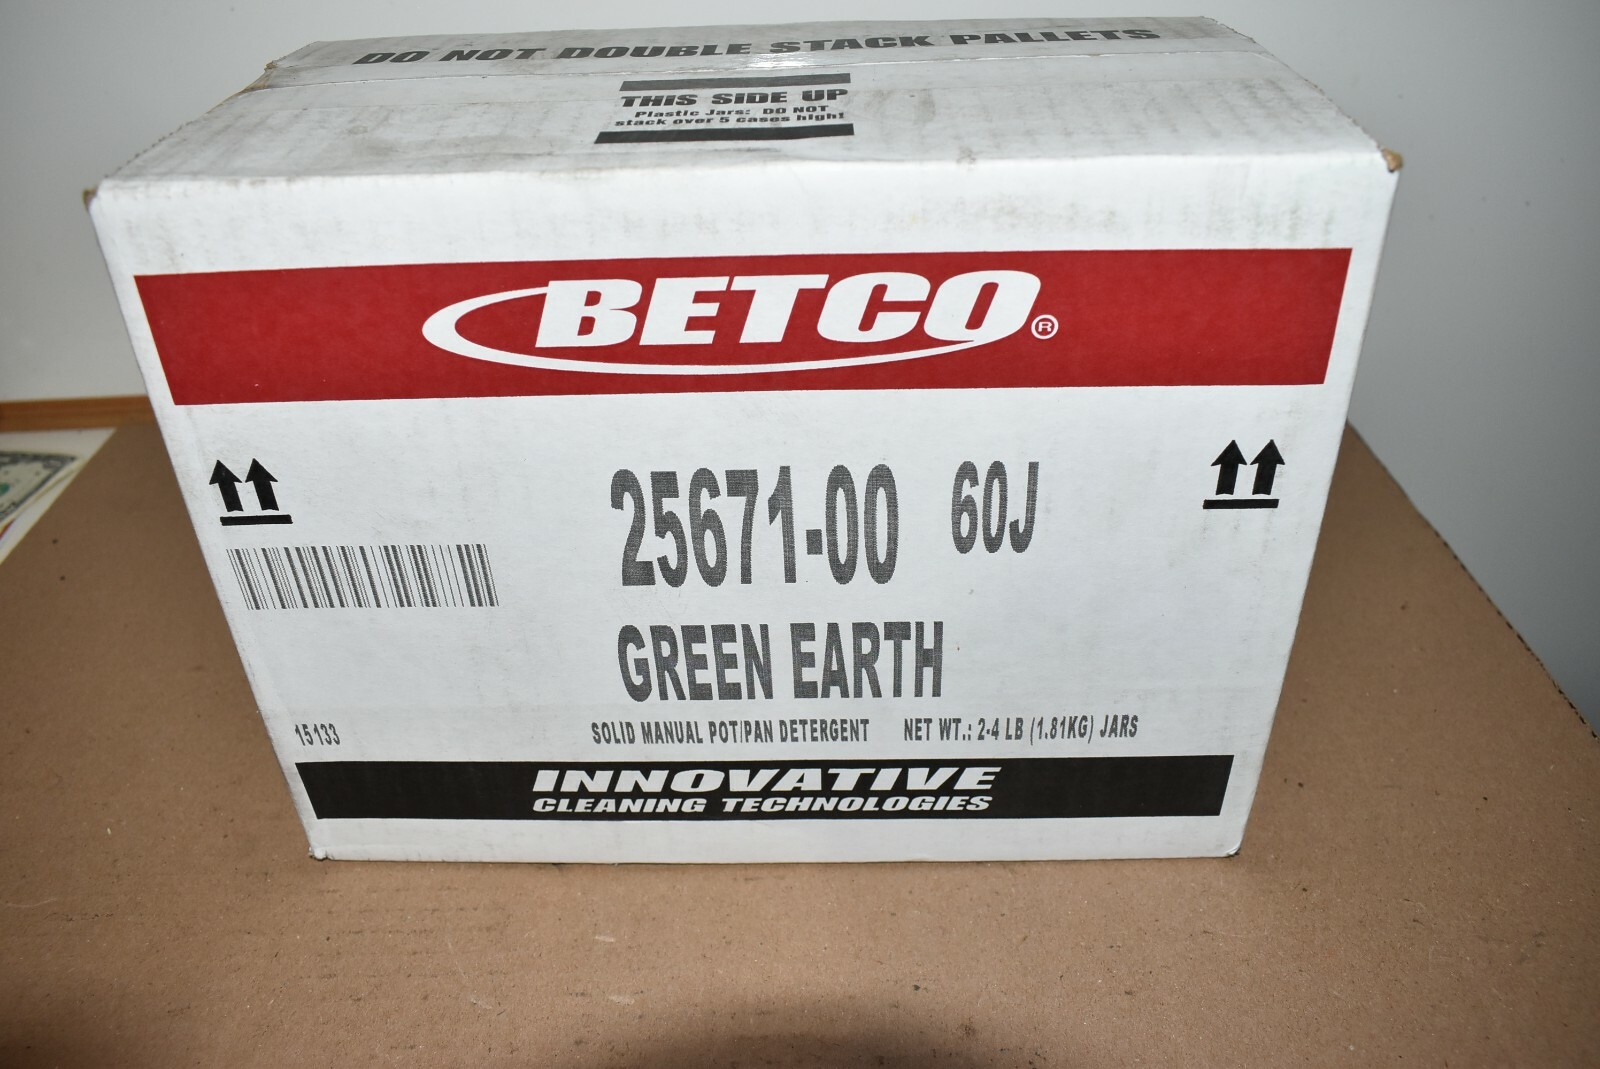 DO NOT DOUBLE STACK PALLETS
THIS SIDE UP
Plastic Jars: DO NOT
stack over 5 cases high!
BETCO®
25671-00 60J
GREEN EARTH
15133
SOLID MANUAL POT/PAN DETERGENT NET WT.: 2-4 LB (1.81KG) JARS
INNOVATIVE
CLEANING TECHNOLOGIES